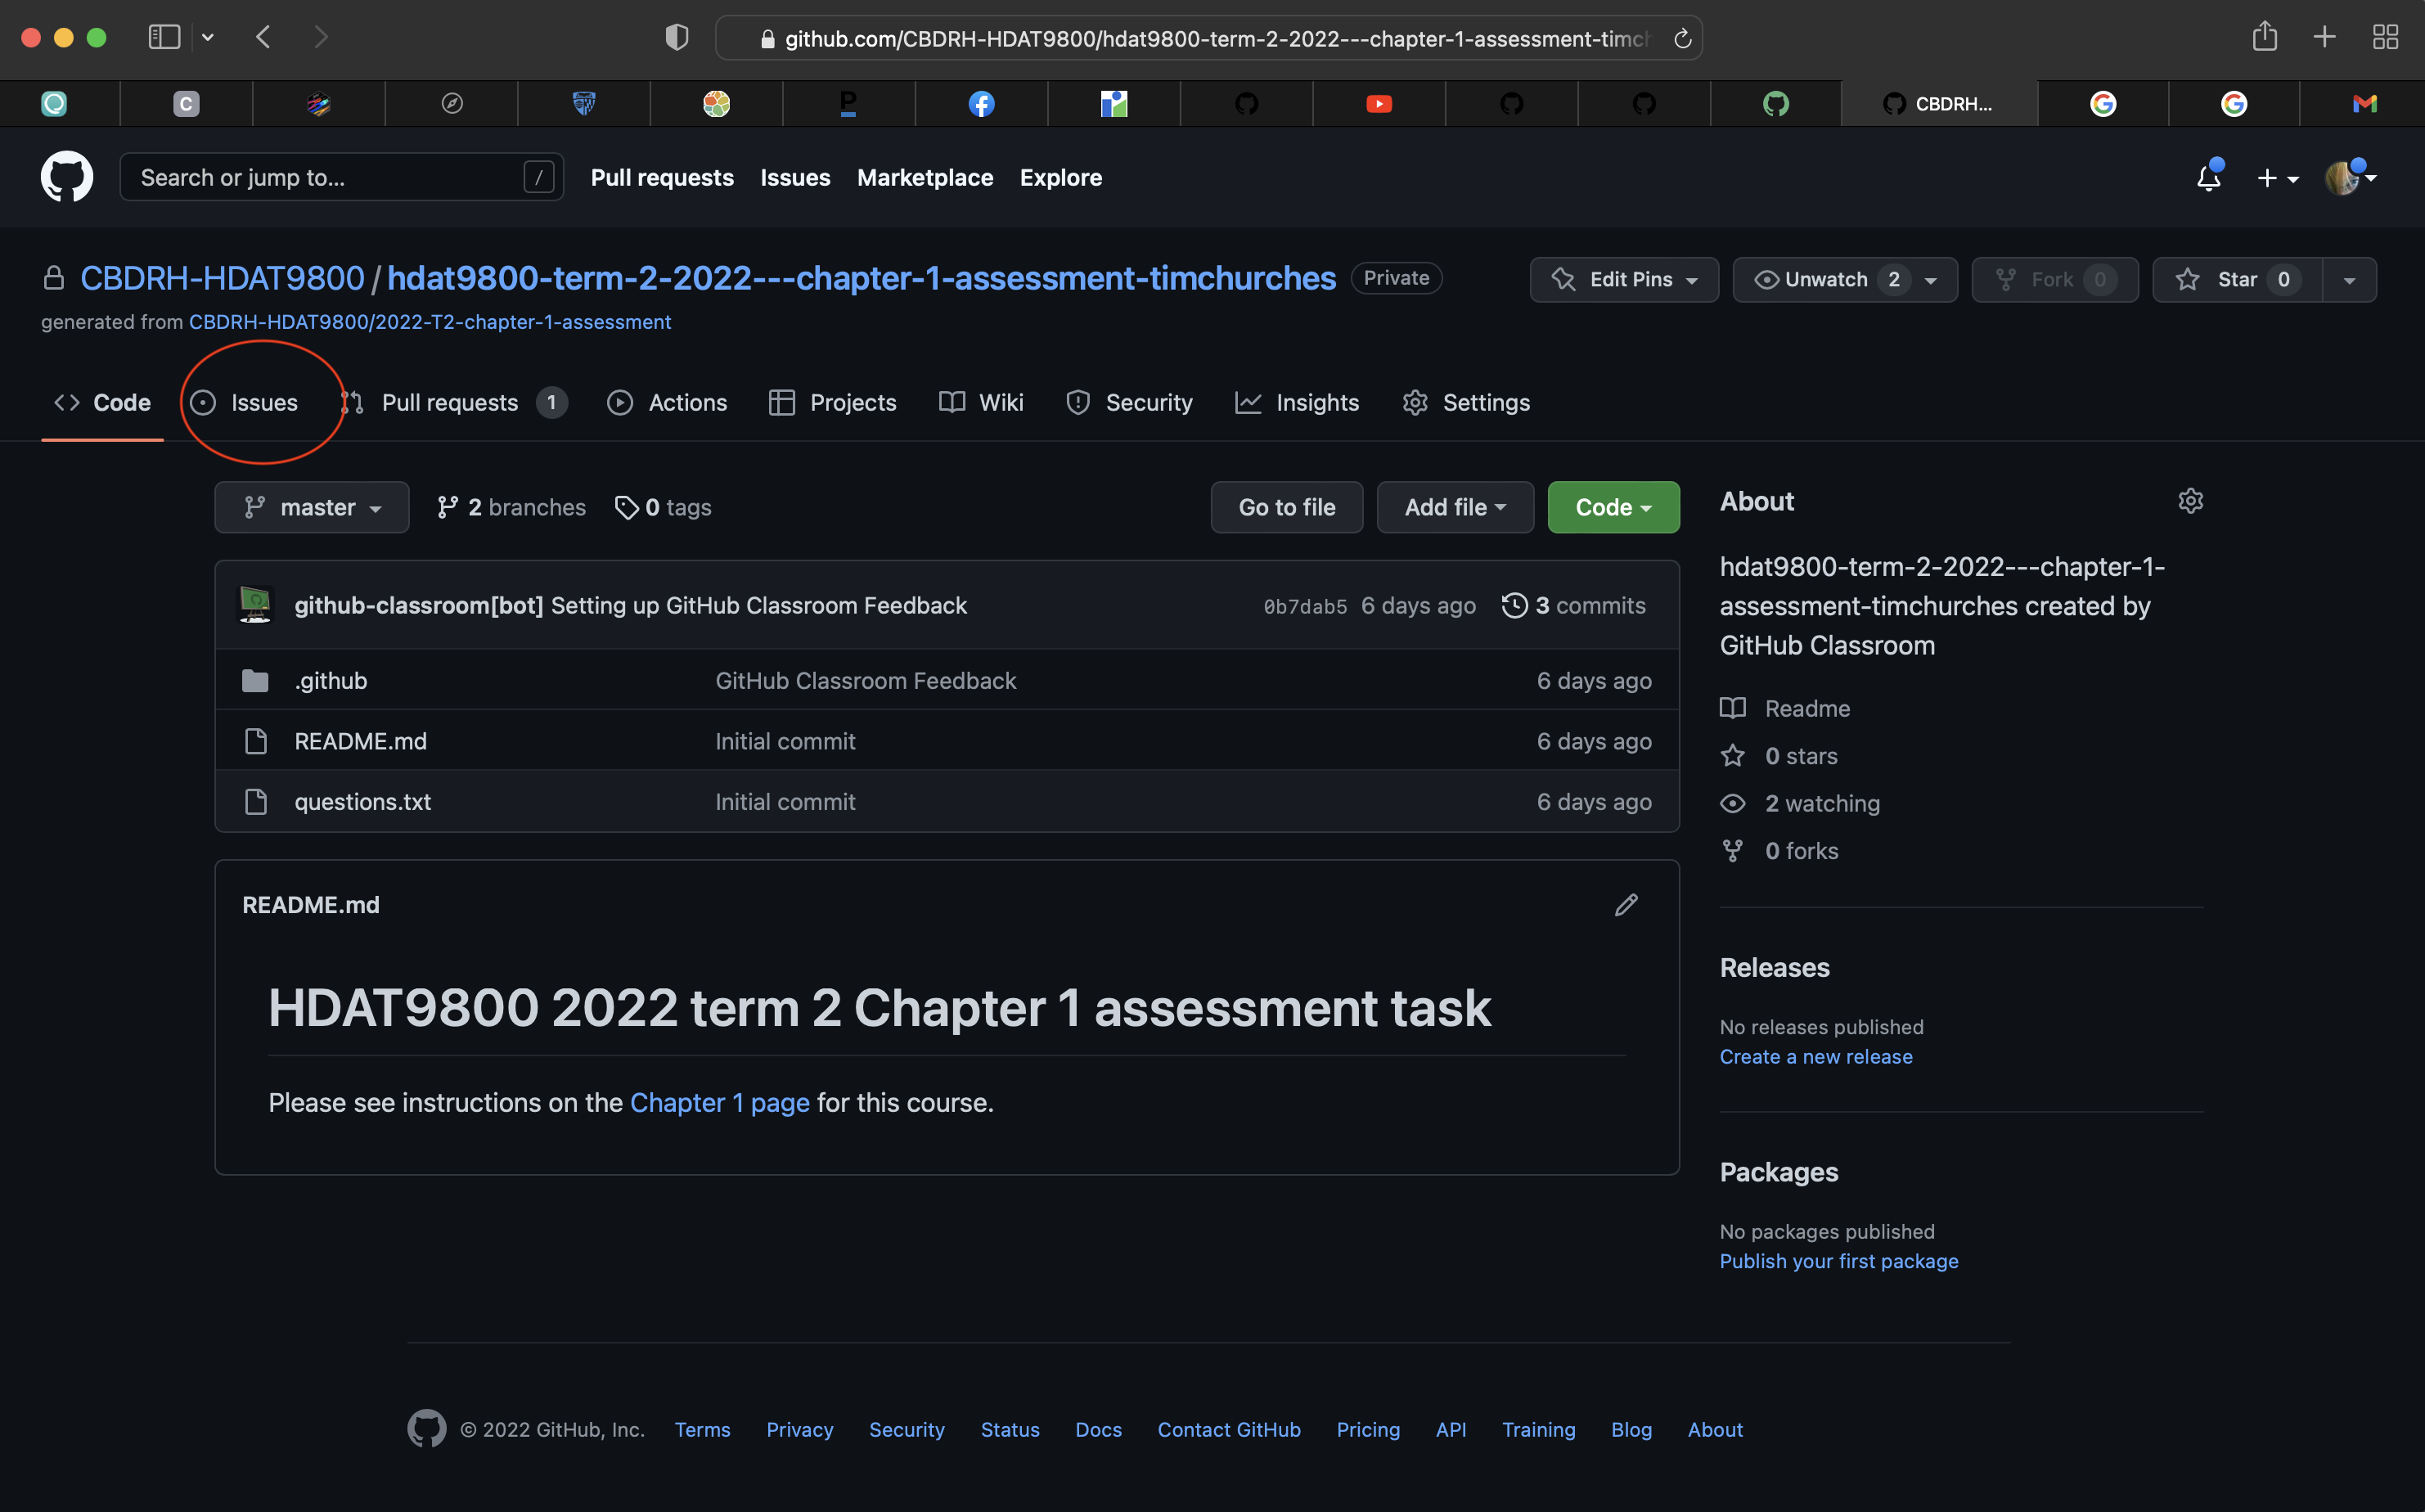 github.com/CBDRH-HDAT9800/hdat9800-term-2-2022---chapter-1-assessment-timch
C
P
CBDRH...
Search or jump to... /
Pull requests Issues Marketplace Explore
CBDRH-HDAT9800 / hdat9800-term-2-2022---chapter-1-assessment-timchurches Private
Edit Pins Unwatch 2 Fork 0 Star 0
generated from CBDRH-HDAT9800/2022-T2-chapter-1-assessment
Code Issues Pull requests 1 Actions Projects Wiki Security Insights Settings
master 2 branches 0 tags Go to file Add file Code
github-classroom[bot] Setting up GitHub Classroom Feedback 0b7dab5 6 days ago 3 commits
.github GitHub Classroom Feedback 6 days ago
README.md Initial commit 6 days ago
questions.txt Initial commit 6 days ago
README.md
HDAT9800 2022 term 2 Chapter 1 assessment task
Please see instructions on the Chapter 1 page for this course.
About
hdat9800-term-2-2022---chapter-1-
assessment-timchurches created by
GitHub Classroom
Readme
0 stars
2 watching
0 forks
Releases
No releases published
Create a new release
Packages
No packages published
Publish your first package
© 2022 GitHub, Inc. Terms Privacy Security Status Docs Contact GitHub Pricing API Training Blog About